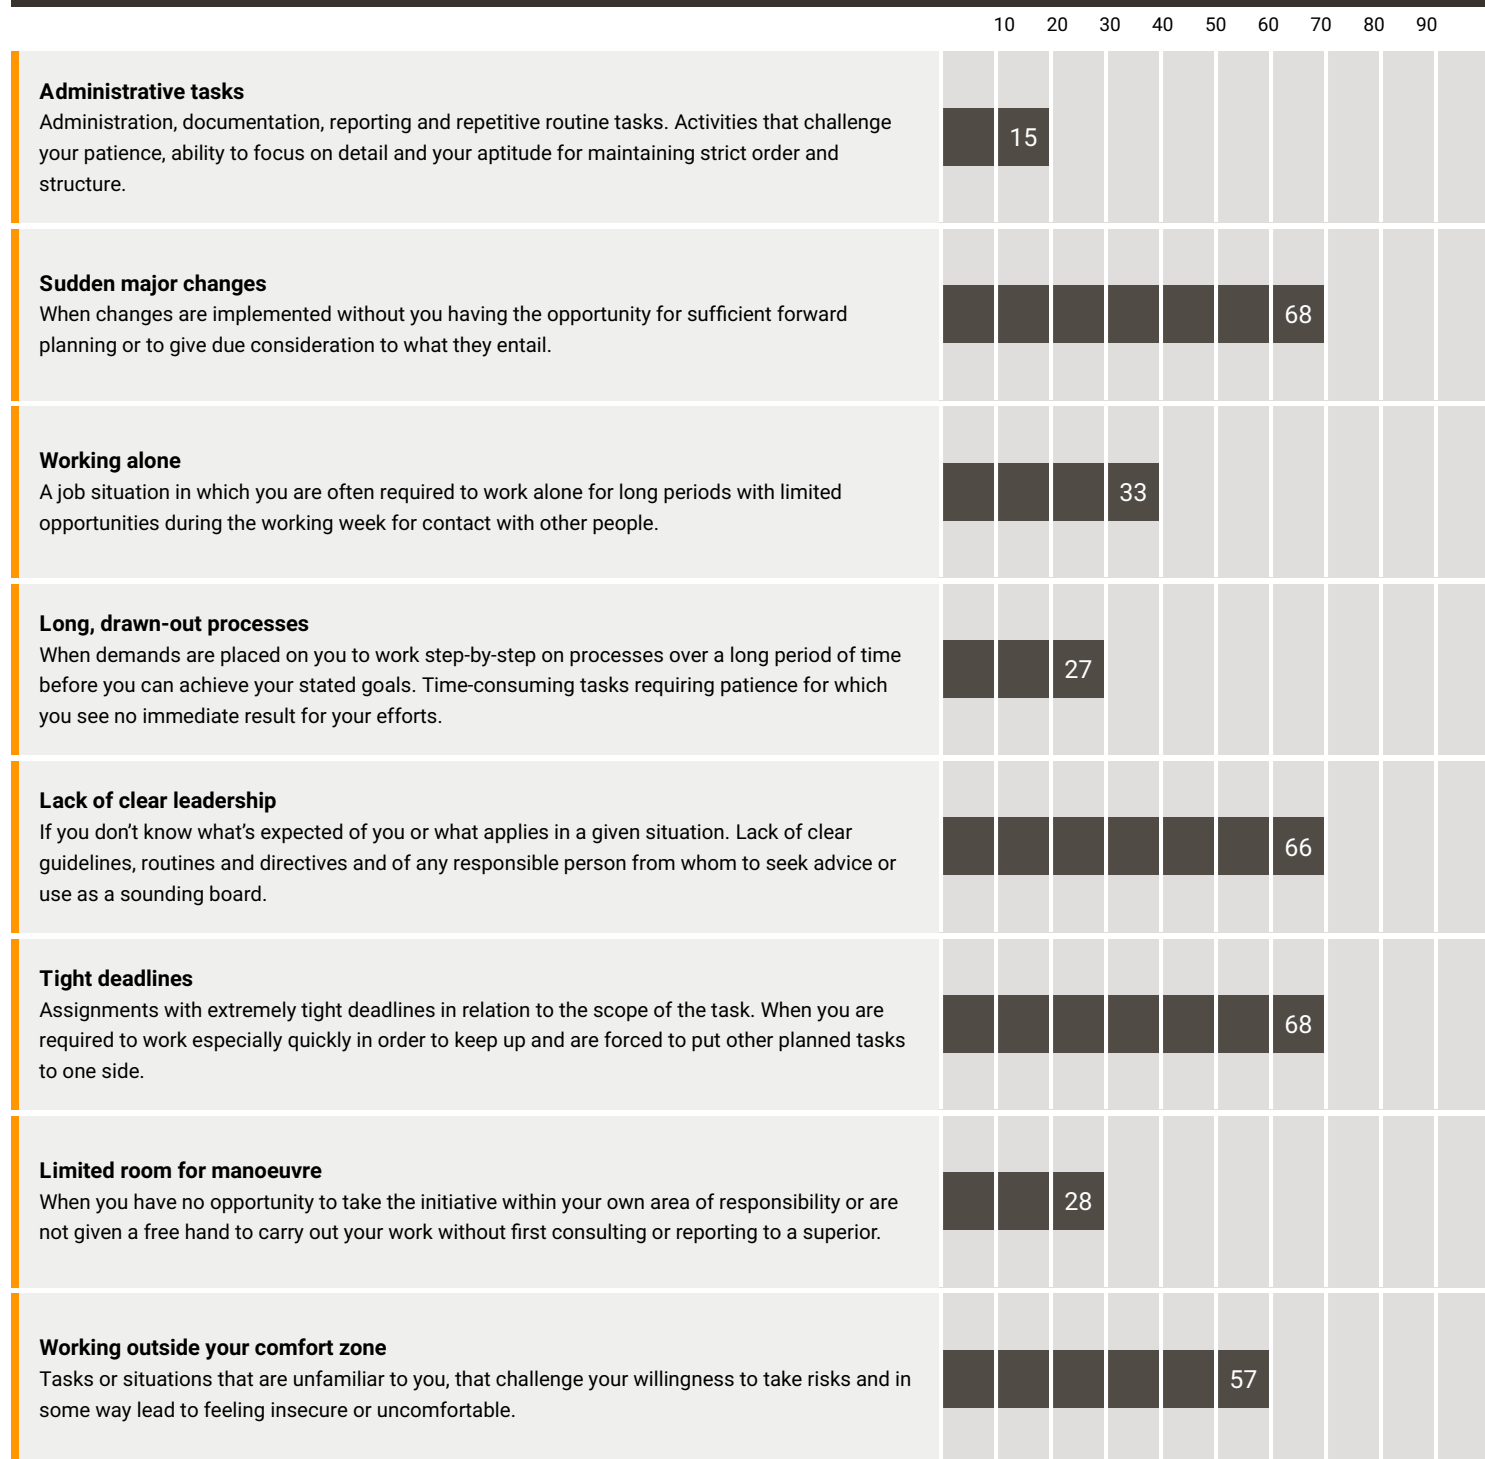 10 20 30 40 50 60 70 80 90
Administrative tasks
Administration, documentation, reporting and repetitive routine tasks. Activities that challenge
your patience, ability to focus on detail and your aptitude for maintaining strict order and
structure.
15
Sudden major changes
When changes are implemented without you having the opportunity for sufficient forward
planning or to give due consideration to what they entail.
68
Working alone
A job situation in which you are often required to work alone for long periods with limited
opportunities during the working week for contact with other people.
33
Long, drawn-out processes
When demands are placed on you to work step-by-step on processes over a long period of time
before you can achieve your stated goals. Time-consuming tasks requiring patience for which
you see no immediate result for your efforts.
27
Lack of clear leadership
If you don’t know what’s expected of you or what applies in a given situation. Lack of clear
guidelines, routines and directives and of any responsible person from whom to seek advice or
use as a sounding board.
66
Tight deadlines
Assignments with extremely tight deadlines in relation to the scope of the task. When you are
required to work especially quickly in order to keep up and are forced to put other planned tasks
to one side.
68
Limited room for manoeuvre
When you have no opportunity to take the initiative within your own area of responsibility or are
not given a free hand to carry out your work without first consulting or reporting to a superior.
28
Working outside your comfort zone
Tasks or situations that are unfamiliar to you, that challenge your willingness to take risks and in
some way lead to feeling insecure or uncomfortable.
57